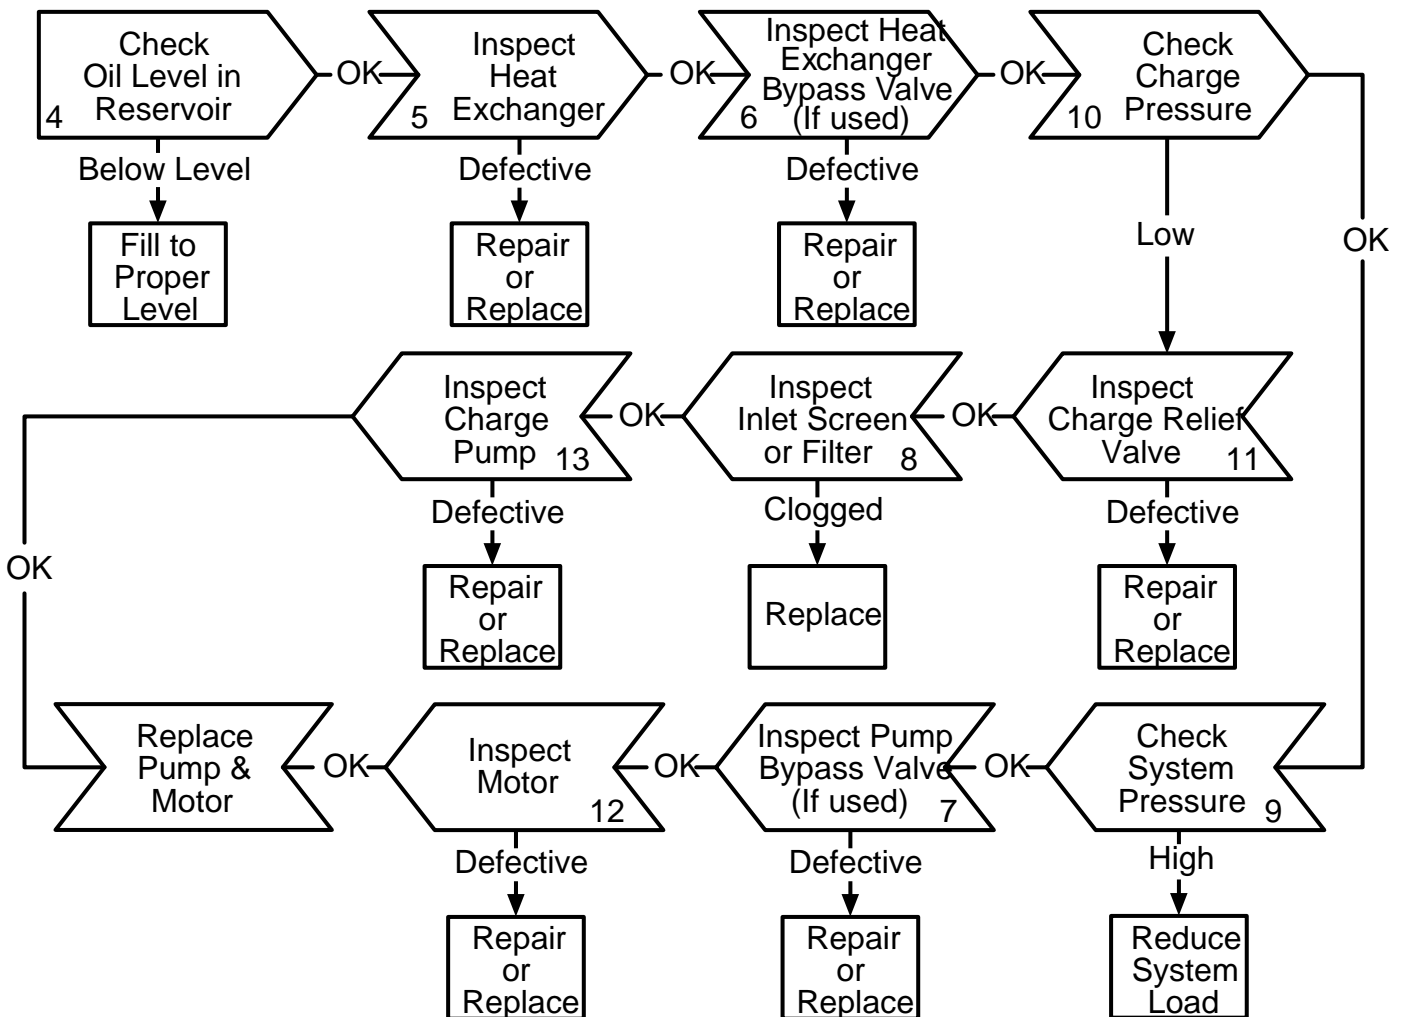 Check
Oil Level in
Reservoir
4
OK
Inspect
Heat
Exchanger
5
OK
Inspect Heat
Exchanger
Bypass Valve
(If used)
6
OK
Check
Charge
Pressure
10
Below Level
Defective
Defective
Low
OK
Fill to
Proper
Level
Repair
or
Replace
Repair
or
Replace
Inspect
Charge Relief
Valve
11
OK
Inspect
Inlet Screen
or Filter
8
OK
Inspect
Charge
Pump
13
Defective
Clogged
Defective
OK
Repair
or
Replace
Replace
Repair
or
Replace
Check
System
Pressure
9
OK
Inspect Pump
Bypass Valve
(If used)
7
OK
Inspect
Motor
12
OK
Replace
Pump &
Motor
High
Defective
Defective
Reduce
System
Load
Repair
or
Replace
Repair
or
Replace